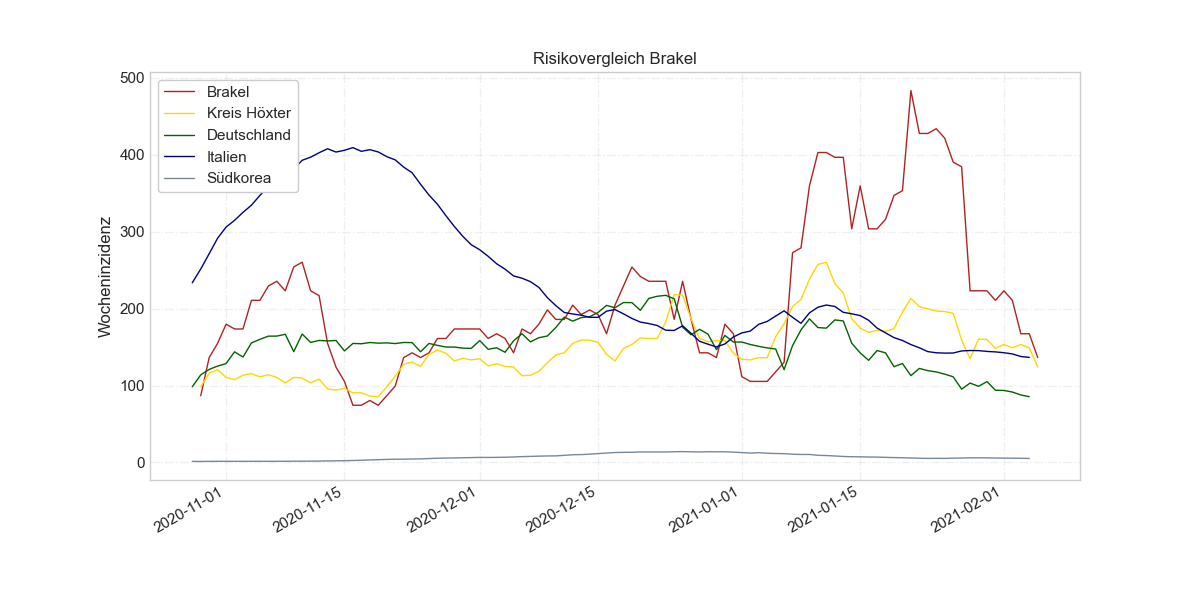 Risikovergleich Brakel
Wocheninzidenz
500
400
300
200
100
0
Brakel
Kreis Höxter
Deutschland
Italien
Südkorea
2020-11-01
2020-11-15
2020-12-01
2020-12-15
2021-01-01
2021-01-15
2021-02-01